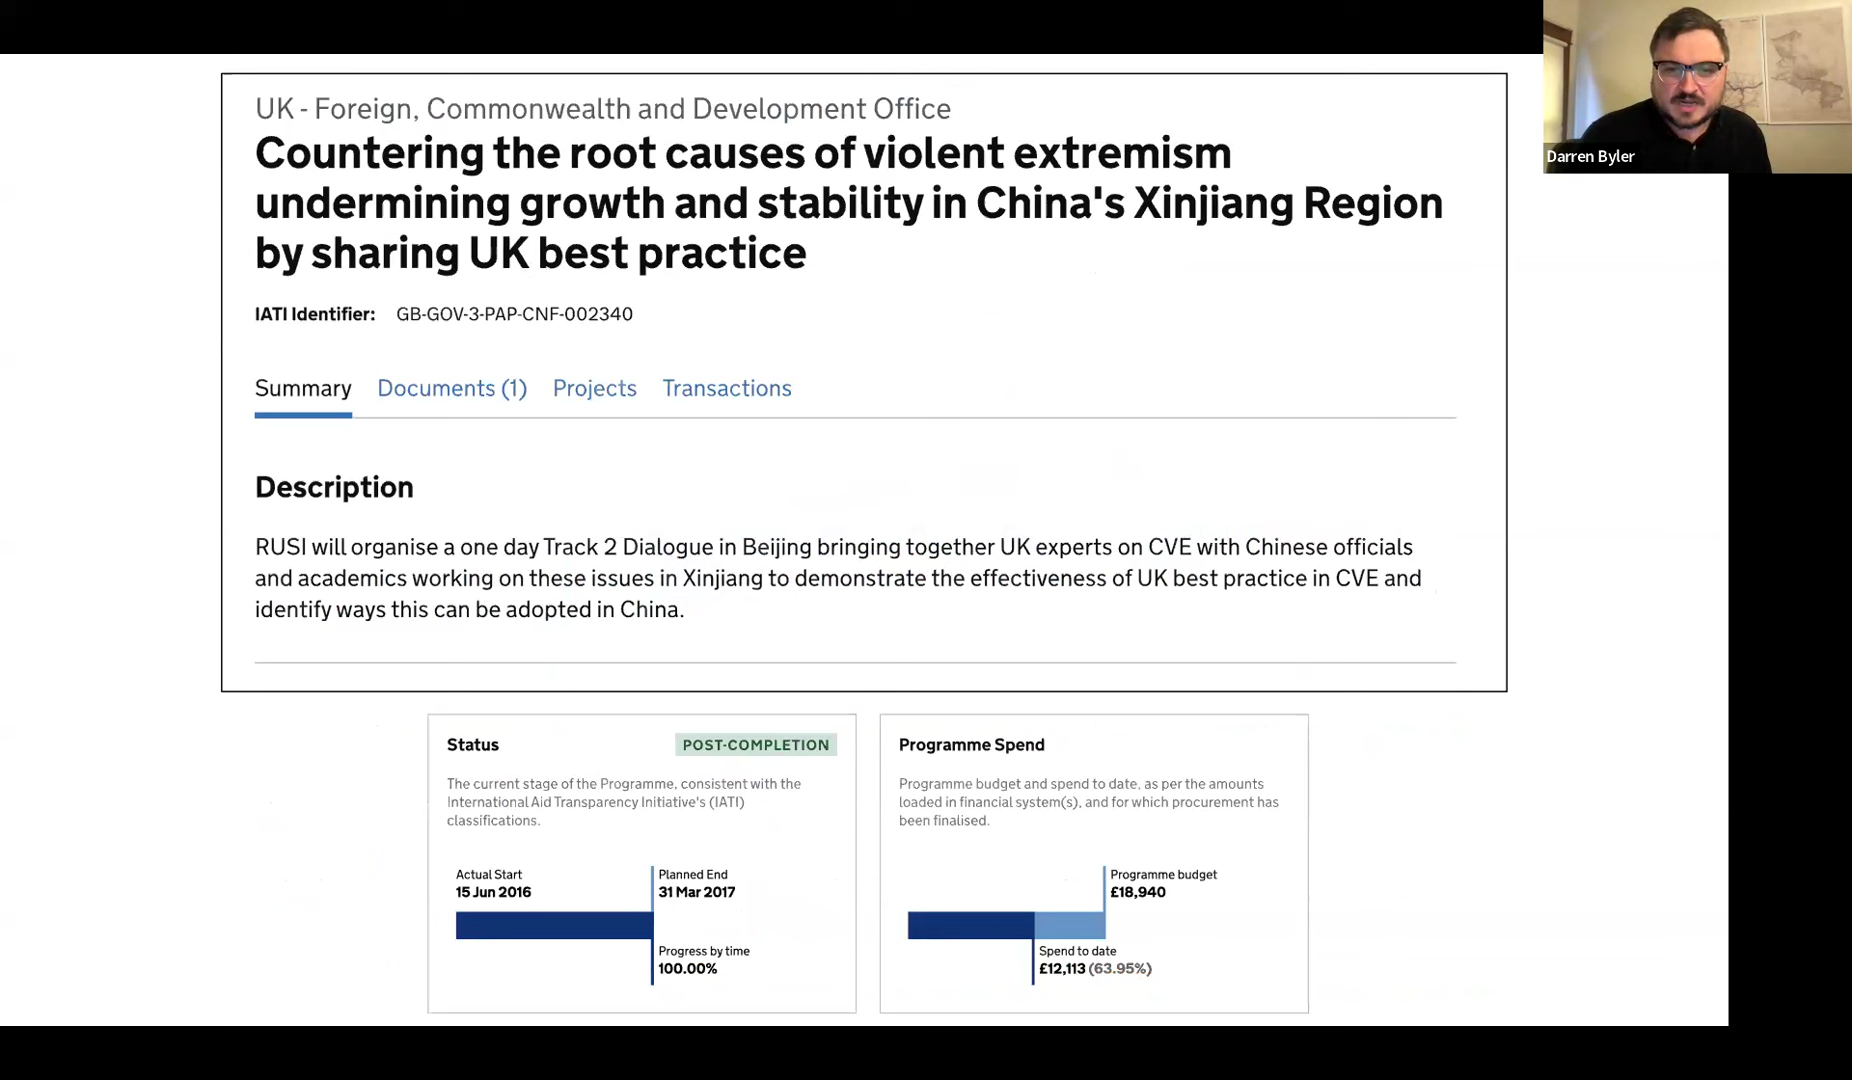 Darren Byler
UK - Foreign, Commonwealth and Development Office
Countering the root causes of violent extremism
undermining growth and stability in China's Xinjiang Region
by sharing UK best practice
IATI Identifier: GB-GOV-3-PAP-CNF-002340
Summary Documents (1) Projects Transactions
Description
RUSI will organise a one day Track 2 Dialogue in Beijing bringing together UK experts on CVE with Chinese officials
and academics working on these issues in Xinjiang to demonstrate the effectiveness of UK best practice in CVE and
identify ways this can be adopted in China.
Status POST-COMPLETION
The current stage of the Programme, consistent with the
International Aid Transparency Initiative's (IATI)
classifications.
Actual Start
15 Jun 2016
Planned End
31 Mar 2017
Progress by time
100.00%
Programme Spend
Programme budget and spend to date, as per the amounts
loaded in financial system(s), and for which procurement has
been finalised.
Programme budget
£18,940
Spend to date
£12,113 (63.95%)